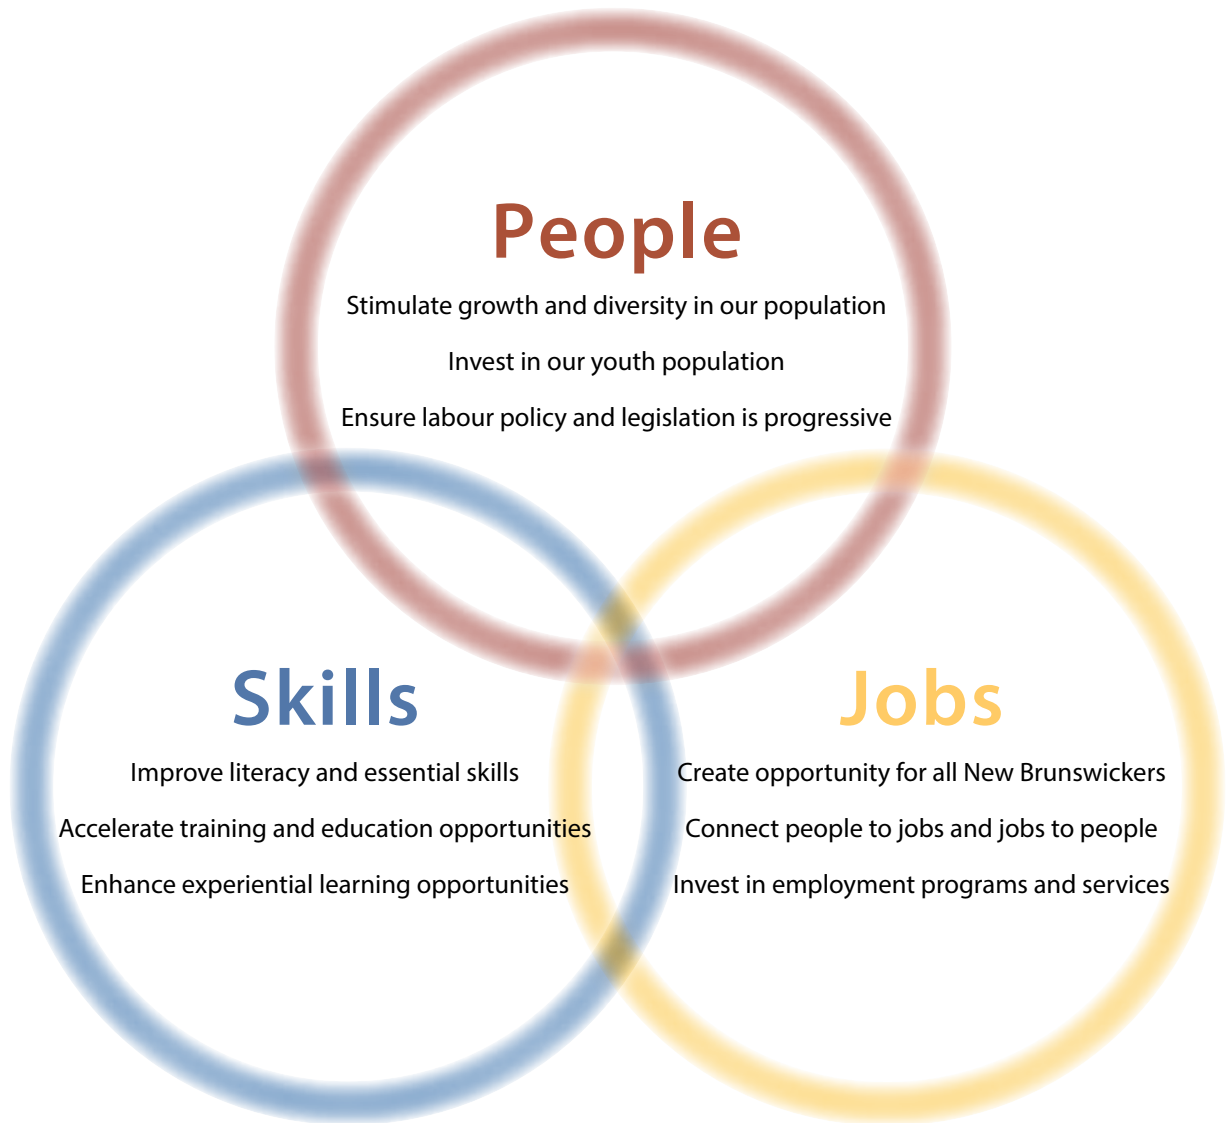 People
Stimulate growth and diversity in our population
Invest in our youth population
Ensure labour policy and legislation is progressive
Skills
Improve literacy and essential skills
Accelerate training and education opportunities
Enhance experiential learning opportunities
Jobs
Create opportunity for all New Brunswickers
Connect people to jobs and jobs to people
Invest in employment programs and services